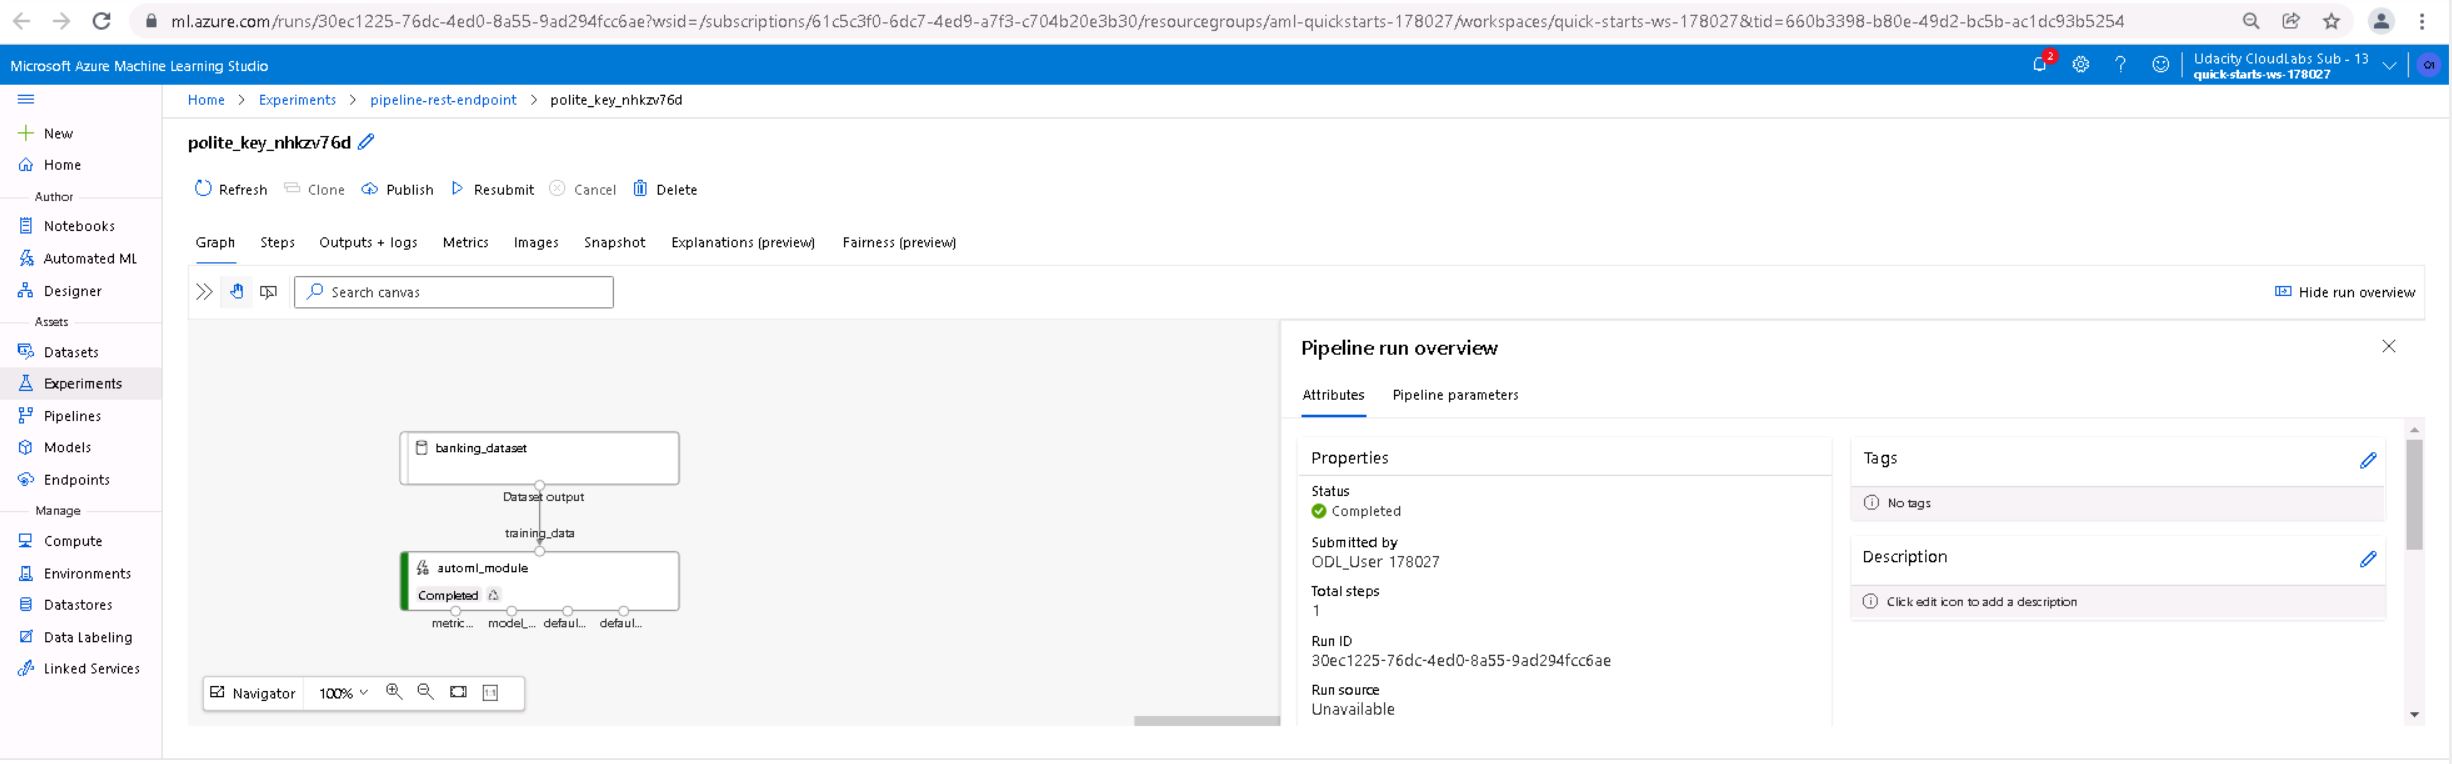 ml.azure.com/runs/30ec1225-76dc-4ed0-8a55-9ad294fcc6ae?wsid=/subscriptions/61c5c3f0-6dc7-4ed9-a7f3-c704b20e3b30/resourcegroups/aml-quickstarts-178027/workspaces/quick-starts-ws-178027&tid=660b3398-b80e-49d2-bc5b-ac1dc93b5254
Microsoft Azure Machine Learning Studio
2
Udacity CloudLabs Sub - 13
quick-starts-ws-178027
OI
Home > Experiments > pipeline-rest-endpoint > polite_key_nhkzv76d
New
Home
Author
Notebooks
Automated ML
Designer
Assets
Datasets
Experiments
Pipelines
Models
Endpoints
Manage
Compute
Environments
Datastores
Data Labeling
Linked Services
polite_key_nhkzv76d
Refresh Clone Publish Resubmit Cancel Delete
Graph Steps Outputs + logs Metrics Images Snapshot Explanations (preview) Fairness (preview)
Search canvas
Hide run overview
banking_dataset
Dataset output
training_data
automl_module
Completed
metric... model_... defaul... defaul...
Navigator 100% 1:1
Pipeline run overview
Attributes Pipeline parameters
Properties
Status
Completed
Submitted by
ODL_User 178027
Total steps
1
Run ID
30ec1225-76dc-4ed0-8a55-9ad294fcc6ae
Run source
Unavailable
Tags
No tags
Description
Click edit icon to add a description